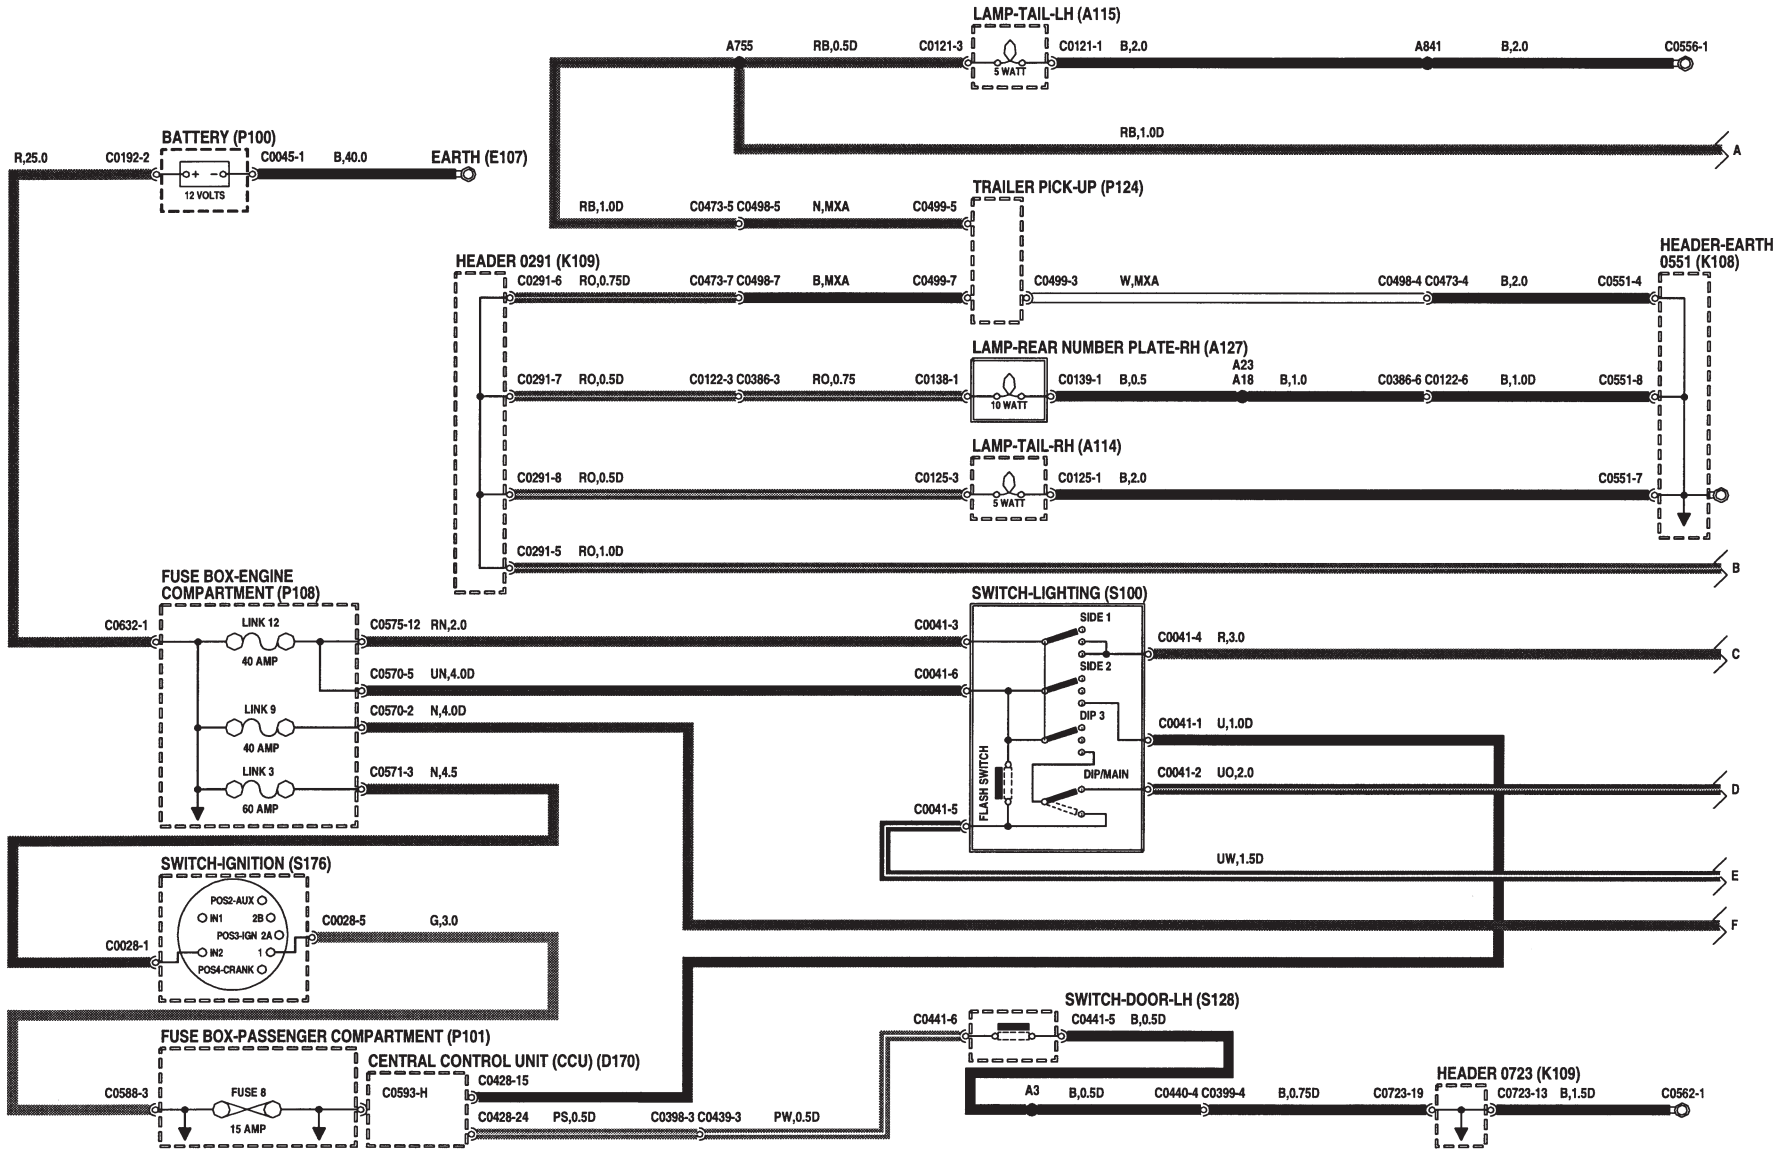 LAMP-TAIL-LH (A115)
A755 RB,0.5D C0121-3 C0121-1 B,2.0 A841 B,2.0 C0556-1
5 WATT
RB,1.0D
A
BATTERY (P100)
R,25.0 C0192-2 C0045-1 B,40.0 EARTH (E107)
+ −
12 VOLTS
TRAILER PICK-UP (P124)
RB,1.0D C0473-5 C0498-5 N,MXA C0499-5
HEADER-EARTH
0551 (K108)
HEADER 0291 (K109)
C0291-6 RO,0.75D C0473-7 C0498-7 B,MXA C0499-7 C0499-3 W,MXA C0498-4 C0473-4 B,2.0 C0551-4
LAMP-REAR NUMBER PLATE-RH (A127)
A23
C0291-7 RO,0.5D C0122-3 C0386-3 RO,0.75 C0138-1 C0139-1 B,0.5 A18 B,1.0 C0386-6 C0122-6 B,1.0D C0551-8
10 WATT
LAMP-TAIL-RH (A114)
C0291-8 RO,0.5D C0125-3 C0125-1 B,2.0 C0551-7
5 WATT
C0291-5 RO,1.0D
B
FUSE BOX-ENGINE
COMPARTMENT (P108)
SWITCH-LIGHTING (S100)
C0632-1 LINK 12 C0575-12 RN,2.0 C0041-3 SIDE 1 C0041-4 R,3.0
40 AMP
C
C0570-5 UN,4.0D C0041-6 SIDE 2
LINK 9 C0570-2 N,4.0D DIP 3 C0041-1 U,1.0D
40 AMP
LINK 3 C0571-3 N,4.5 FLASH SWITCH DIP/MAIN C0041-2 UO,2.0
D
60 AMP C0041-5
UW,1.5D
E
SWITCH-IGNITION (S176)
POS2-AUX
IN1 2B
C0028-5 G,3.0
F
POS3-IGN 2A
C0028-1 IN2 1
POS4-CRANK
SWITCH-DOOR-LH (S128)
C0441-6 C0441-5 B,0.5D
FUSE BOX-PASSENGER COMPARTMENT (P101)
CENTRAL CONTROL UNIT (CCU) (D170)
HEADER 0723 (K109)
C0588-3 FUSE 8 C0593-H C0428-15
A3 B,0.5D C0440-4 C0399-4 B,0.75D C0723-19 C0723-13 B,1.5D C0562-1
15 AMP C0428-24 PS,0.5D C0398-3 C0439-3 PW,0.5D